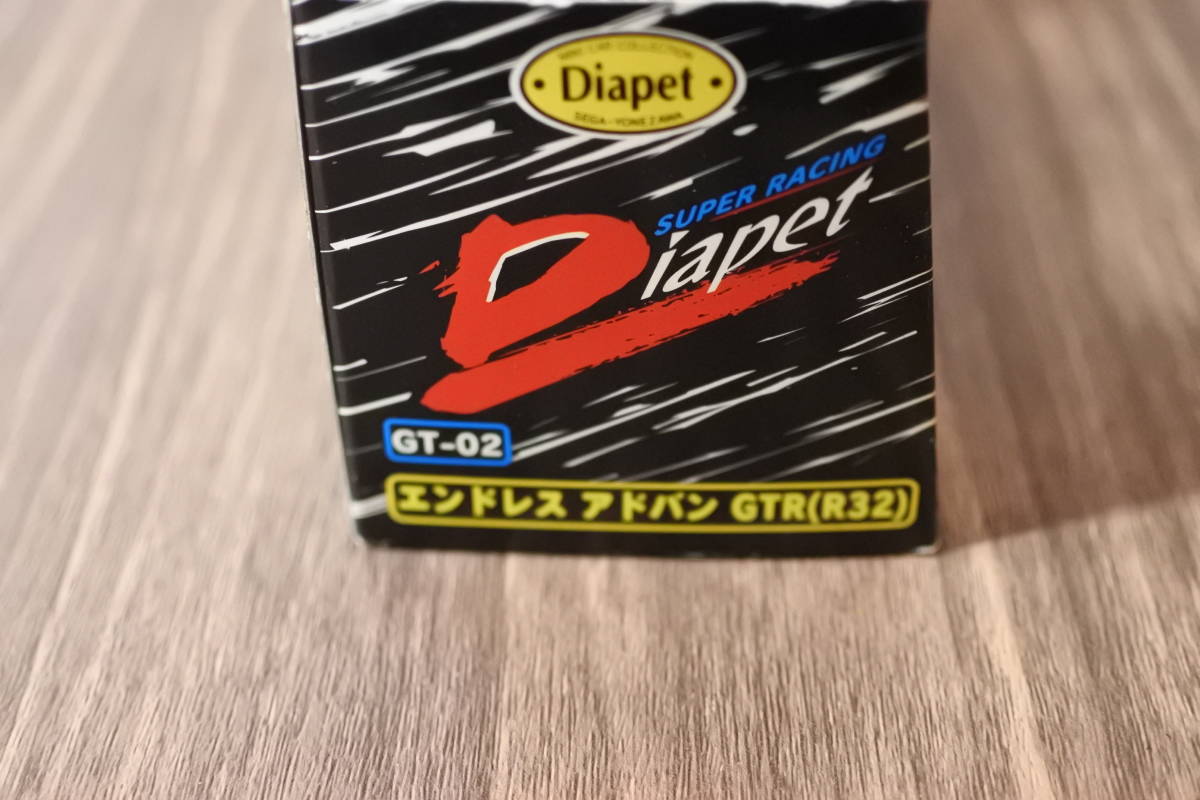 MINI CAR COLLECTION
Diapet
SEGA-YONEZAWA
SUPER RACING
Diapet
GT-02
エンドレス アドバン GTR(R32)